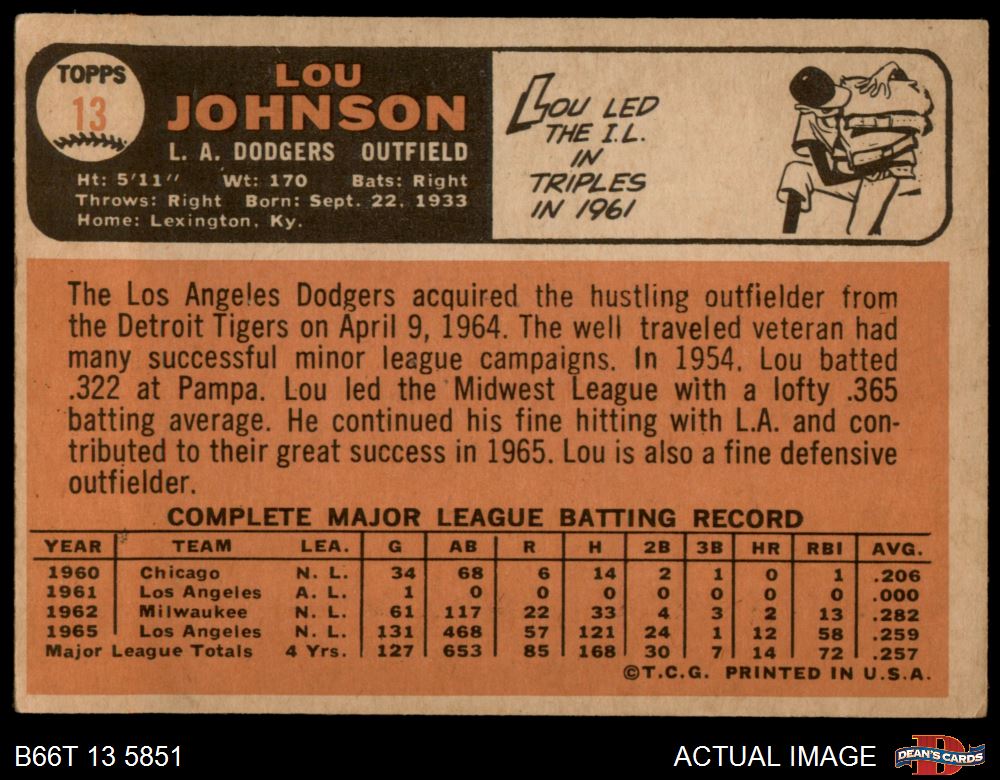 TOPPS
13
LOU
JOHNSON
L. A. DODGERS OUTFIELD
Ht: 5'11" Wt: 170 Bats: Right
Throws: Right Born: Sept. 22, 1933
Home: Lexington, Ky.
LOU LED
THE I.L.
IN
TRIPLES
IN 1961
The Los Angeles Dodgers acquired the hustling outfielder from
the Detroit Tigers on April 9, 1964. The well traveled veteran had
many successful minor league campaigns. In 1954, Lou batted
.322 at Pampa. Lou led the Midwest League with a lofty .365
batting average. He continued his fine hitting with L.A. and con-
tributed to their great success in 1965. Lou is also a fine defensive
outfielder.
COMPLETE MAJOR LEAGUE BATTING RECORD
YEAR TEAM LEA. G AB R H 2B 3B HR RBI AVG.
1960 Chicago N. L. 34 68 6 14 2 1 0 1 .206
1961 Los Angeles A. L. 1 0 0 0 0 0 0 0 .000
1962 Milwaukee N. L. 61 117 22 33 4 3 2 13 .282
1965 Los Angeles N. L. 131 468 57 121 24 1 12 58 .259
Major League Totals 4 Yrs. 127 653 85 168 30 7 14 72 .257
©T.C.G. PRINTED IN U.S.A.
B66T 13 5851 ACTUAL IMAGE
D
DEAN'S CARDS